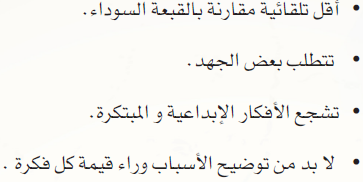 • أقل تلقائية مقارنة بالقبعة السوداء.
• تتطلب بعض الجهد.
• تشجع الأفكار الإبداعية و المبتكرة.
• لا بد من توضيح الأسباب وراء قيمة كل فكرة .